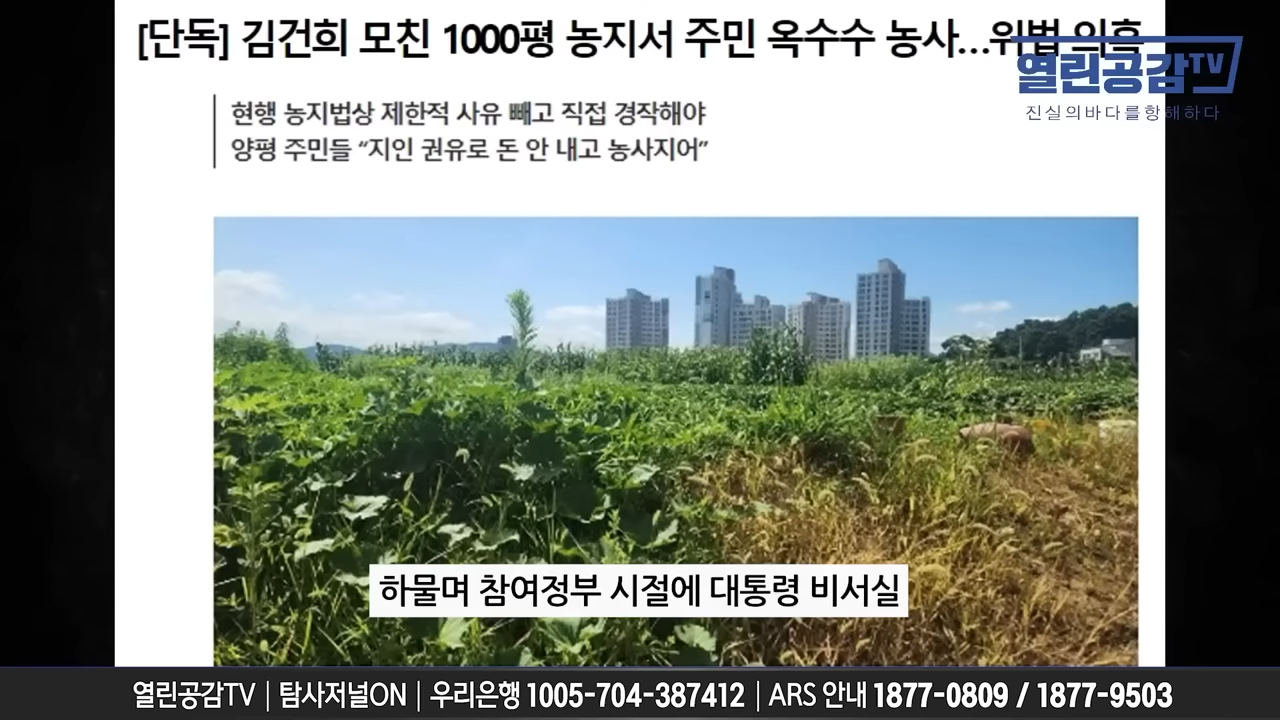 [단독] 김건희 모친 1000평 농지서 주민 옥수수 농사...위법 의혹
열린공감TV
진실의바다를항해하다
현행 농지법상 제한적 사유 빼고 직접 경작해야
양평 주민들 “지인 권유로 돈 안 내고 농사지어”
하물며 참여정부 시절에 대통령 비서실
열린공감TV | 탐사저널ON | 우리은행 1005-704-387412 | ARS 안내 1877-0809 / 1877-9503